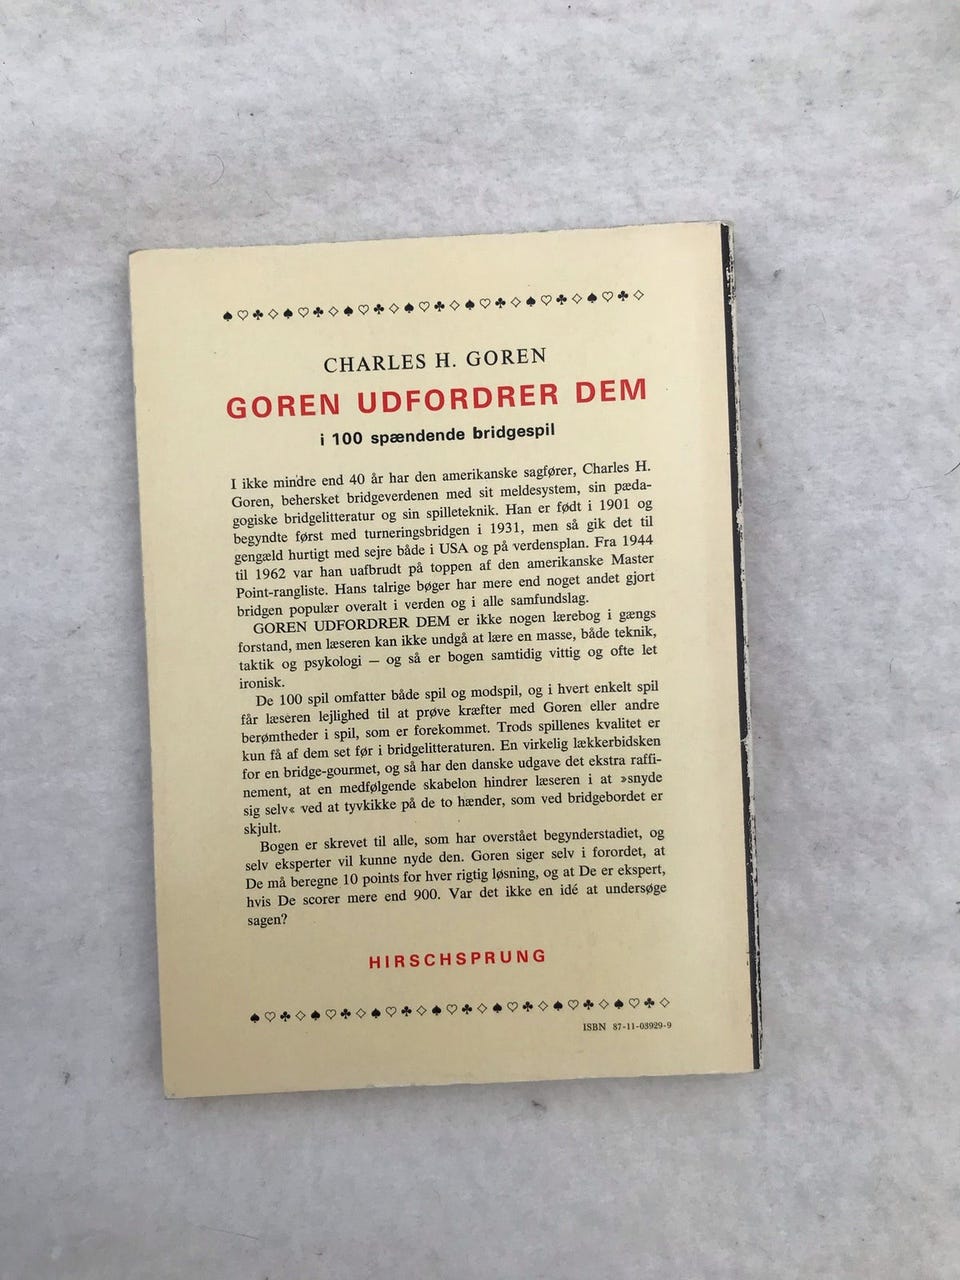 ♠♡♣♢♠♡♣♢♠♡♣♢♠♡♣♢♠♡♣♢♠♡♣♢♠♡♣♢
CHARLES H. GOREN
GOREN UDFORDRER DEM
i 100 spændende bridgespil
I ikke mindre end 40 år har den amerikanske sagfører, Charles H.
Goren, behersket bridgeverdenen med sit meldesystem, sin pæda-
gogiske bridgelitteratur og sin spilleteknik. Han er født i 1901 og
begyndte først med turneringsbridgen i 1931, men så gik det til
gengæld hurtigt med sejre både i USA og på verdensplan. Fra 1944
til 1962 var han uafbrudt på toppen af den amerikanske Master
Point-rangliste. Hans talrige bøger har mere end noget andet gjort
bridgen populær overalt i verden og i alle samfundslag.
GOREN UDFORDRER DEM er ikke nogen lærebog i gængs
forstand, men læseren kan ikke undgå at lære en masse, både teknik,
taktik og psykologi — og så er bogen samtidig vittig og ofte let
ironisk.
De 100 spil omfatter både spil og modspil, og i hvert enkelt spil
får læseren lejlighed til at prøve kræfter med Goren eller andre
berømtheder i spil, som er forekommet. Trods spillenes kvalitet er
kun få af dem set før i bridgelitteraturen. En virkelig lækkerbidsken
for en bridge-gourmet, og så har den danske udgave det ekstra raffi-
nement, at en medfølgende skabelon hindrer læseren i at »snyde
sig selv« ved at tyvkikke på de to hænder, som ved bridgebordet er
skjult.
Bogen er skrevet til alle, som har overstået begynderstadiet, og
selv eksperter vil kunne nyde den. Goren siger selv i forordet, at
De må beregne 10 points for hver rigtig løsning, og at De er ekspert,
hvis De scorer mere end 900. Var det ikke en idé at undersøge
sagen?
HIRSCHSPRUNG
♠♡♣♢♠♡♣♢♠♡♣♢♠♡♣♢♠♡♣♢♠♡♣♢♠♡♣♢
ISBN 87-11-03929-9